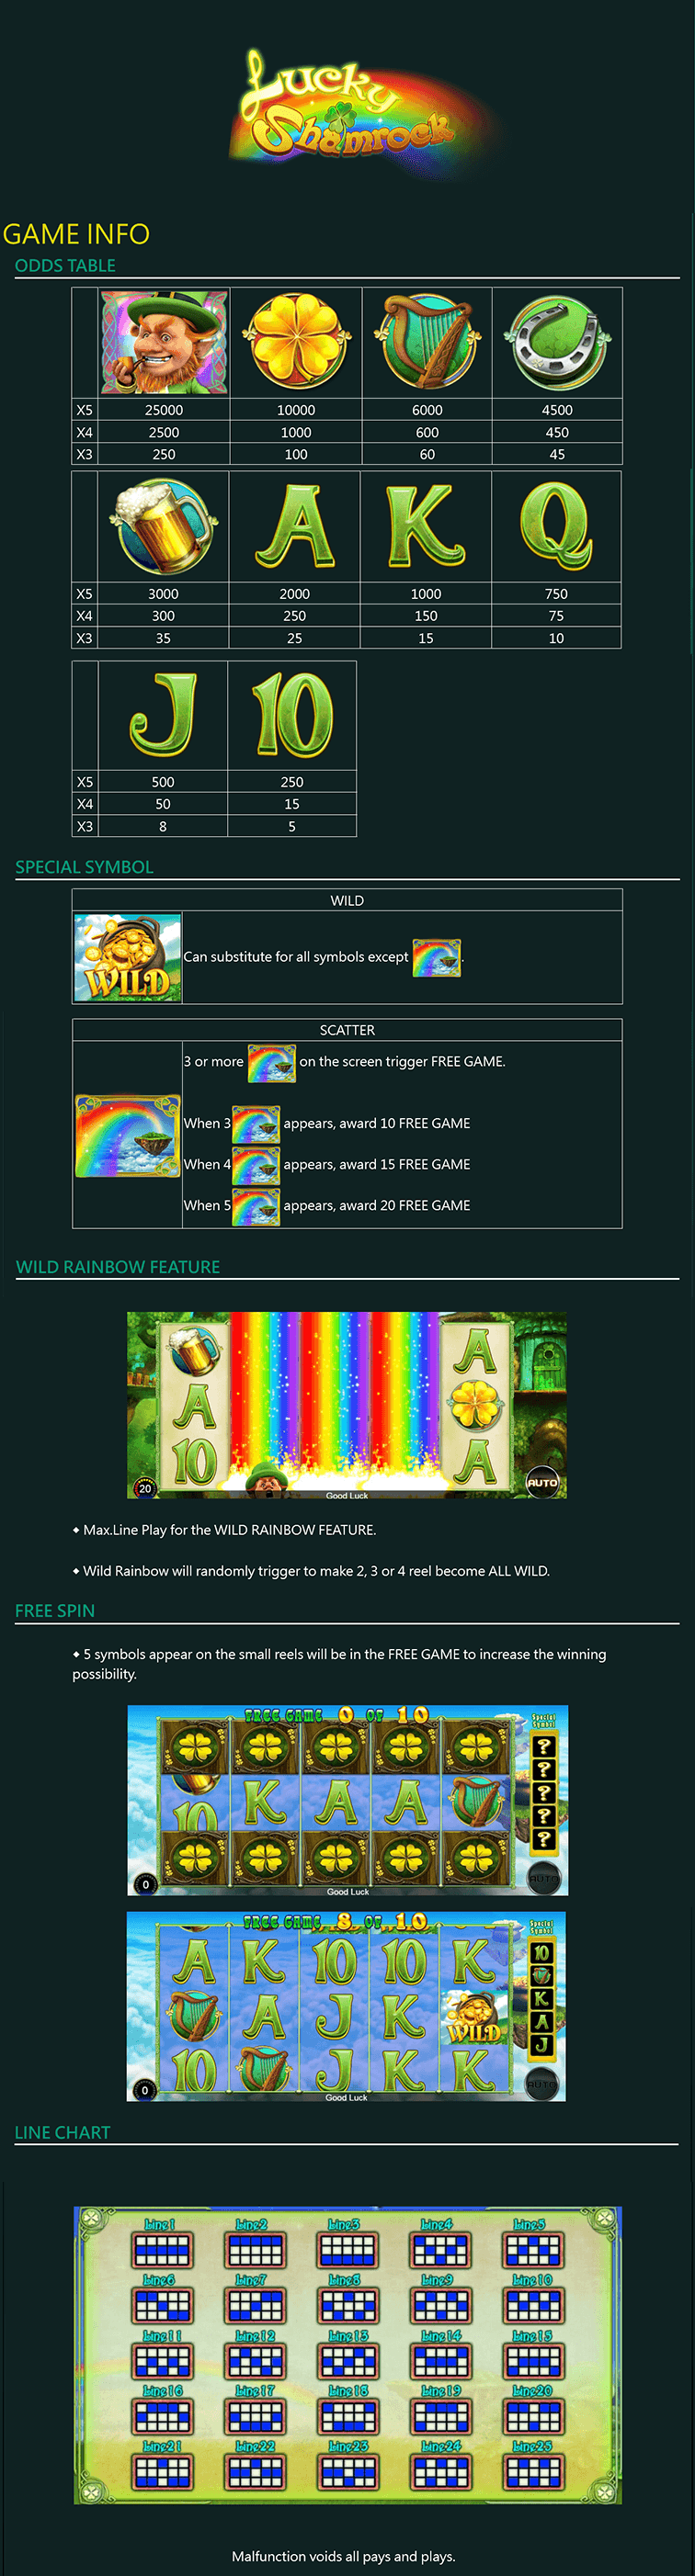 Lucky
Shamrock
GAME INFO
ODDS TABLE
X5 25000 10000 6000 4500
X4 2500 1000 600 450
X3 250 100 60 45
A K Q
X5 3000 2000 1000 750
X4 300 250 150 75
X3 35 25 15 10
J 10
X5 500 250
X4 50 15
X3 8 5
SPECIAL SYMBOL
WILD
WILD Can substitute for all symbols except .
SCATTER
3 or more on the screen trigger FREE GAME.
When 3 appears, award 10 FREE GAME
When 4 appears, award 15 FREE GAME
When 5 appears, award 20 FREE GAME
WILD RAINBOW FEATURE
A
A
10 A
20 AUTO
Good Luck
◆ Max.Line Play for the WILD RAINBOW FEATURE.
◆ Wild Rainbow will randomly trigger to make 2, 3 or 4 reel become ALL WILD.
FREE SPIN
◆ 5 symbols appear on the small reels will be in the FREE GAME to increase the winning
possibility.
FREE GAME 0 OF 10
Special
Symbol
?
?
?
?
?
10 K A A
0 AUTO
Good Luck
FREE GAME 8 OF 10
Special
Symbol
A K 10 10 K 10
A J K WILD K
A
10 J K K J
0 AUTO
Good Luck
LINE CHART
Line1 Line2 Line3 Line4 Line5
Line6 Line7 Line8 Line9 Line10
Line11 Line12 Line13 Line14 Line15
Line16 Line17 Line18 Line19 Line20
Line21 Line22 Line23 Line24 Line25
Malfunction voids all pays and plays.